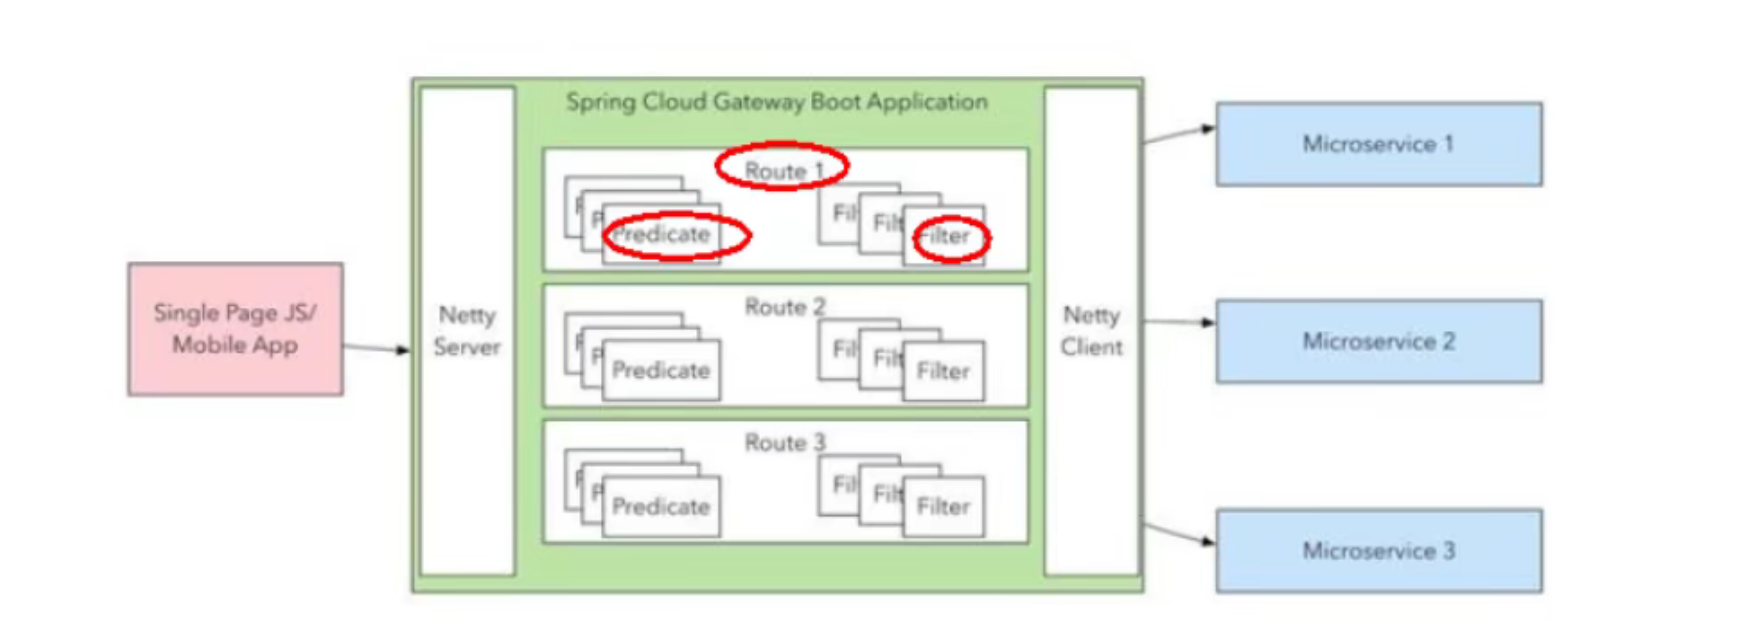 Spring Cloud Gateway Boot Application
Single Page JS/
Mobile App
Netty
Server
Route 1
Predicate
Fil
Filt
Filter
Route 2
Predicate
Fil
Filt
Filter
Route 3
Predicate
Fil
Filt
Filter
Netty
Client
Microservice 1
Microservice 2
Microservice 3